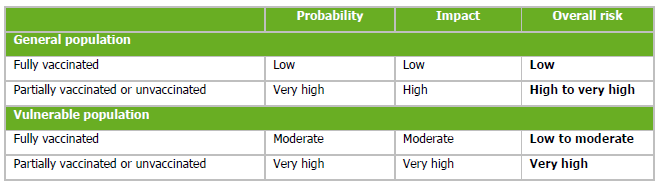 Probability Impact Overall risk
General population
Fully vaccinated Low Low Low
Partially vaccinated or unvaccinated Very high High High to very high
Vulnerable population
Fully vaccinated Moderate Moderate Low to moderate
Partially vaccinated or unvaccinated Very high Very high Very high